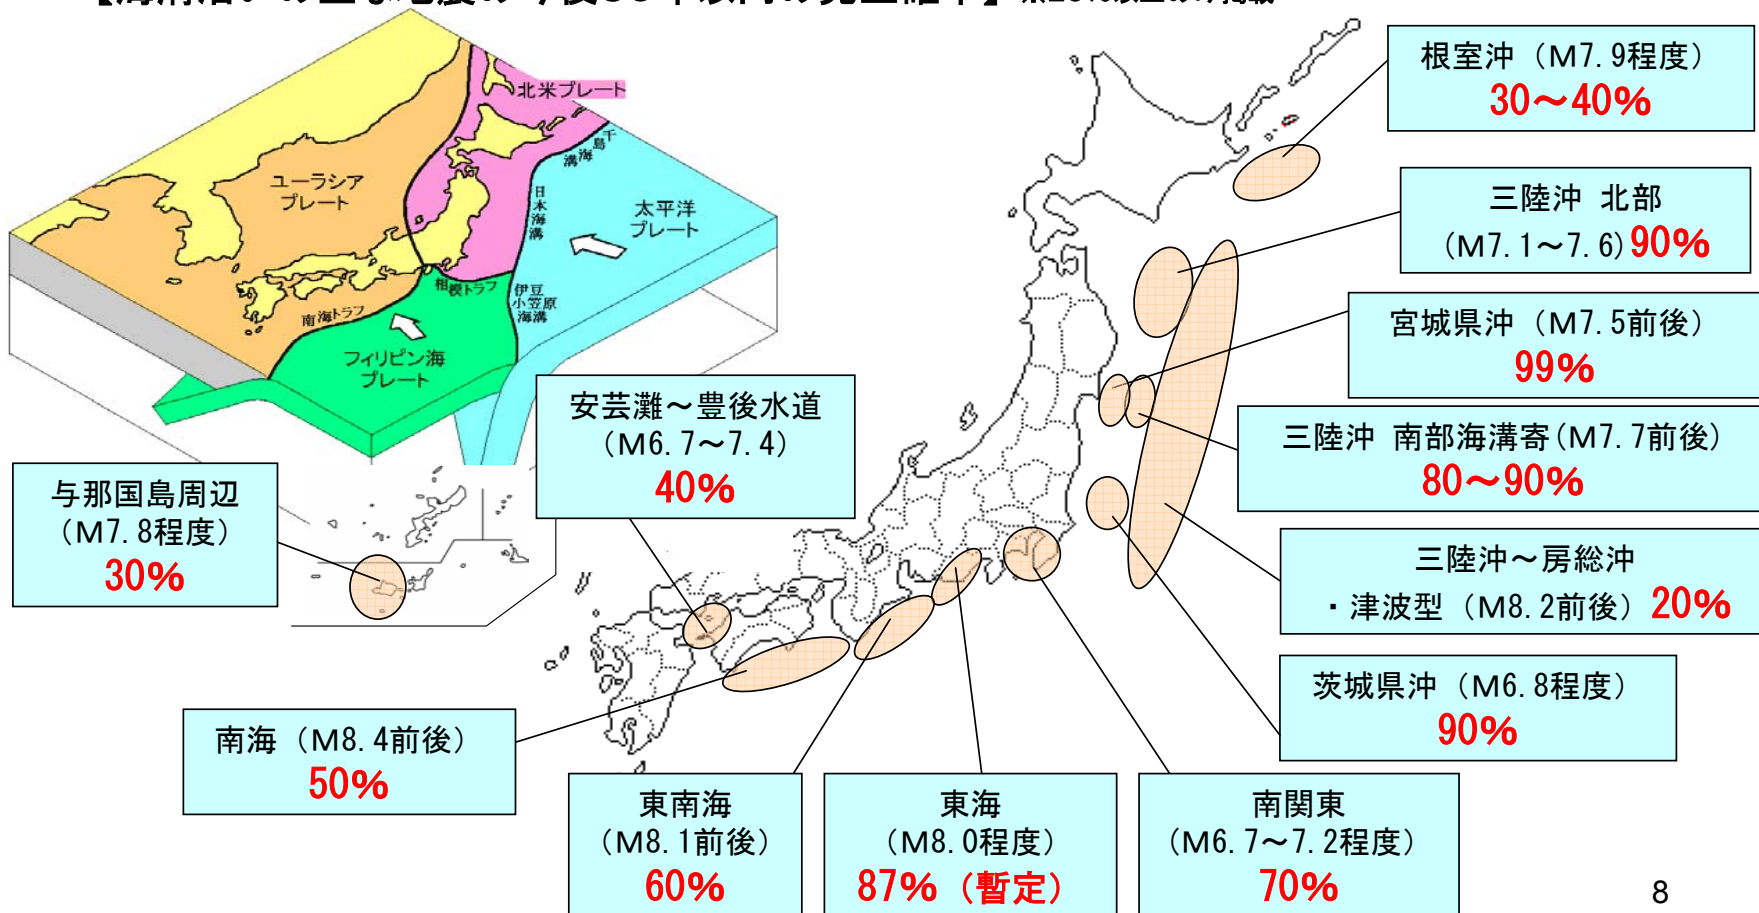 北米プレート
ユーラシア
プレート
千島海溝
日本海溝
太平洋
プレート
相模トラフ
伊豆
小笠原
海溝
南海トラフ
フィリピン海
プレート
根室沖（M7.9程度）
30～40%
三陸沖 北部
（M7.1～7.6）90%
宮城県沖（M7.5前後）
99%
三陸沖 南部海溝寄（M7.7前後）
80～90%
三陸沖～房総沖
・津波型（M8.2前後）20%
茨城県沖（M6.8程度）
90%
安芸灘～豊後水道
（M6.7～7.4）
40%
与那国島周辺
（M7.8程度）
30%
南海（M8.4前後）
50%
東南海
（M8.1前後）
60%
東海
（M8.0程度）
87%（暫定）
南関東
（M6.7～7.2程度）
70%
8